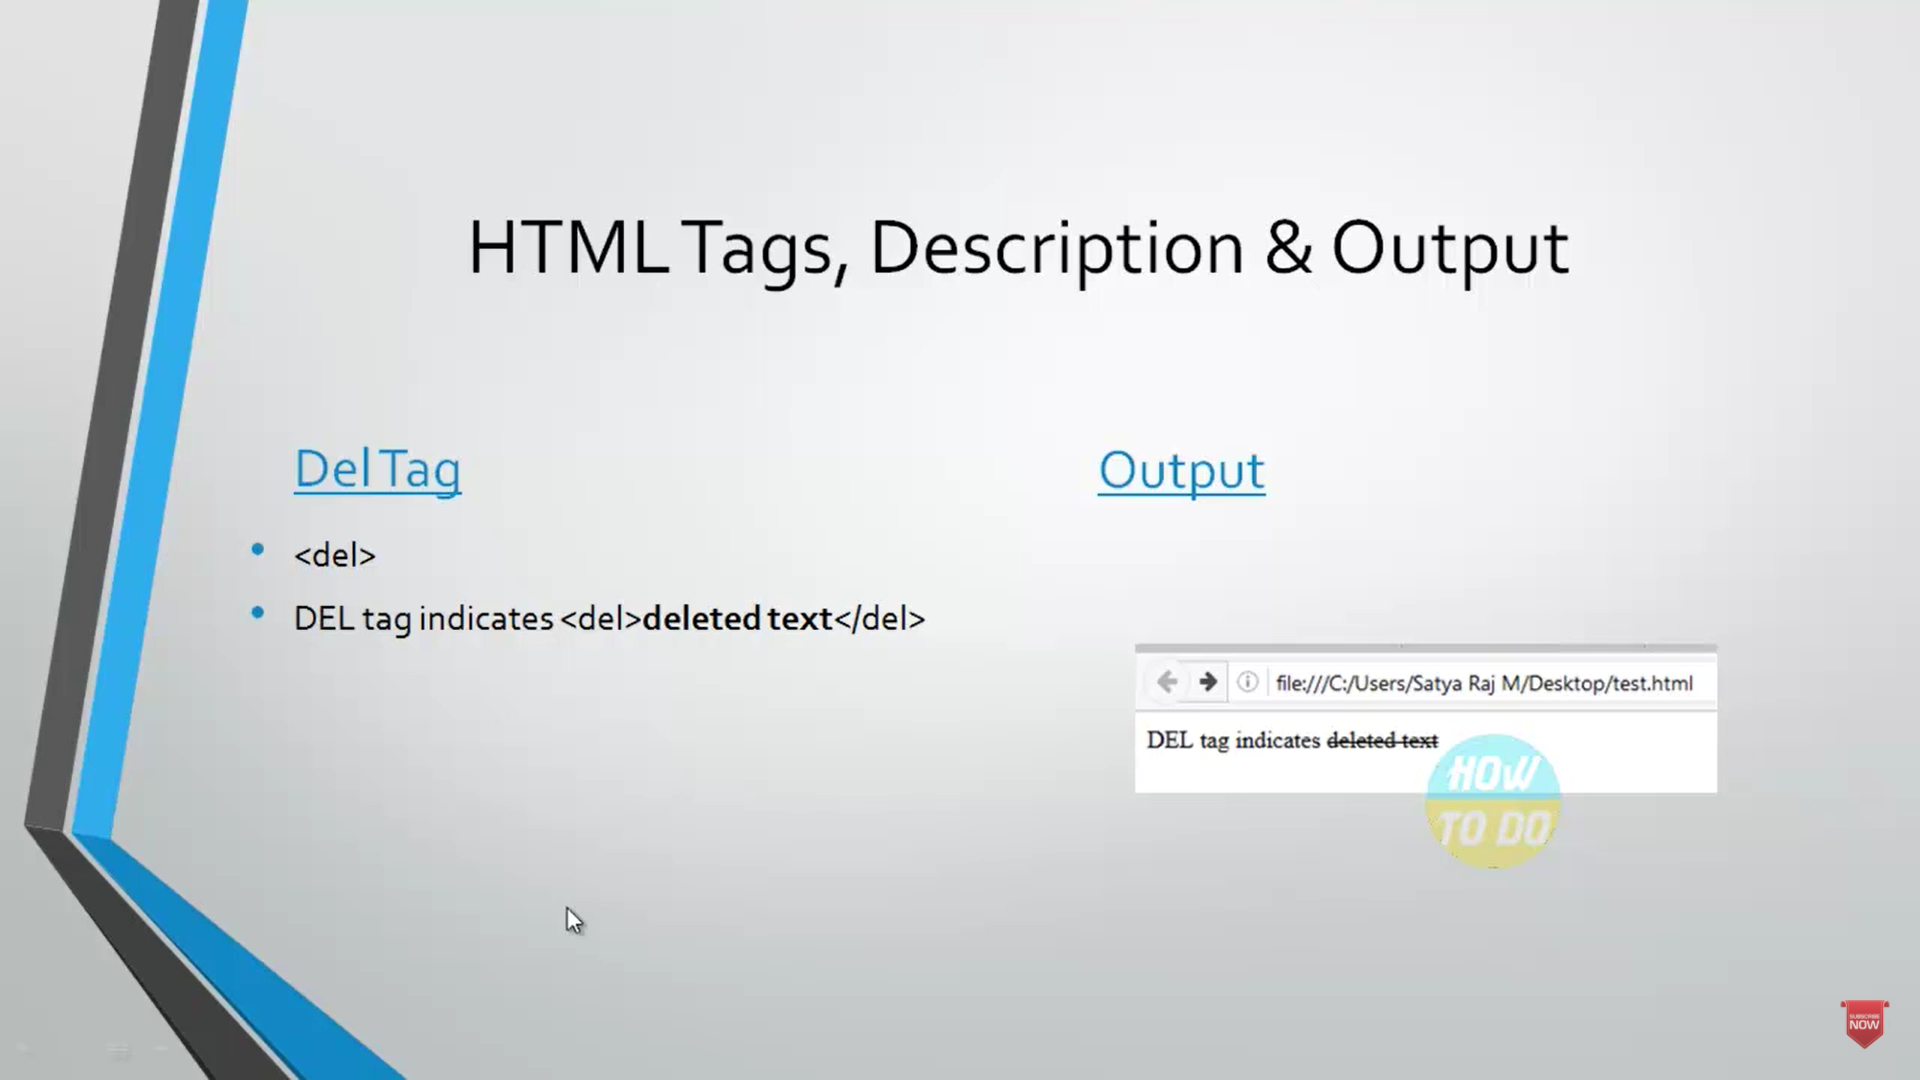 HTML Tags, Description & Output
Del Tag
<del>
DEL tag indicates <del>deleted text</del>
Output
file:///C:/Users/Satya Raj M/Desktop/test.html
DEL tag indicates deleted text
HOW
TO DO
SUBSCRIBE
NOW